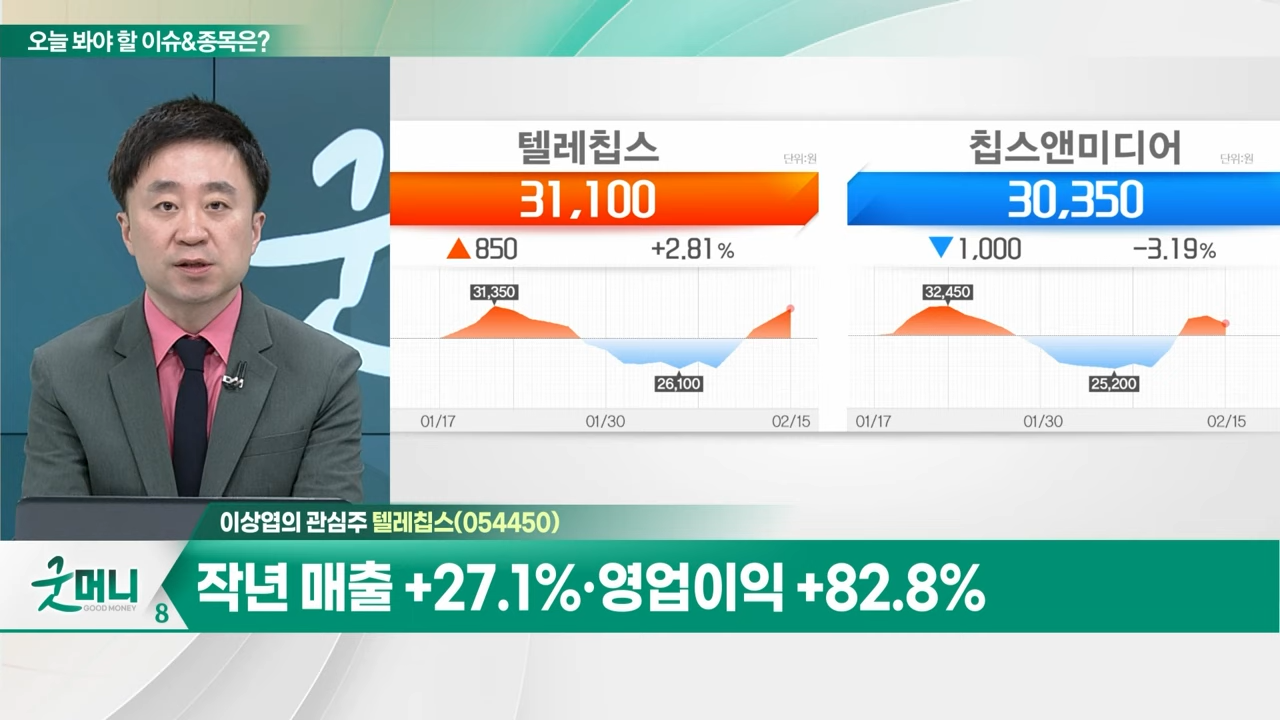 오늘 봐야 할 이슈&종목은?
텔레칩스
단위:원
31,100
▲850 +2.81%
31,350
26,100
01/17 01/30 02/15
칩스앤미디어
단위:원
30,350
▼1,000 -3.19%
32,450
25,200
01/17 01/30 02/15
이상엽의 관심주 텔레칩스(054450)
굿머니
GOOD MONEY
8
작년 매출 +27.1%·영업이익 +82.8%